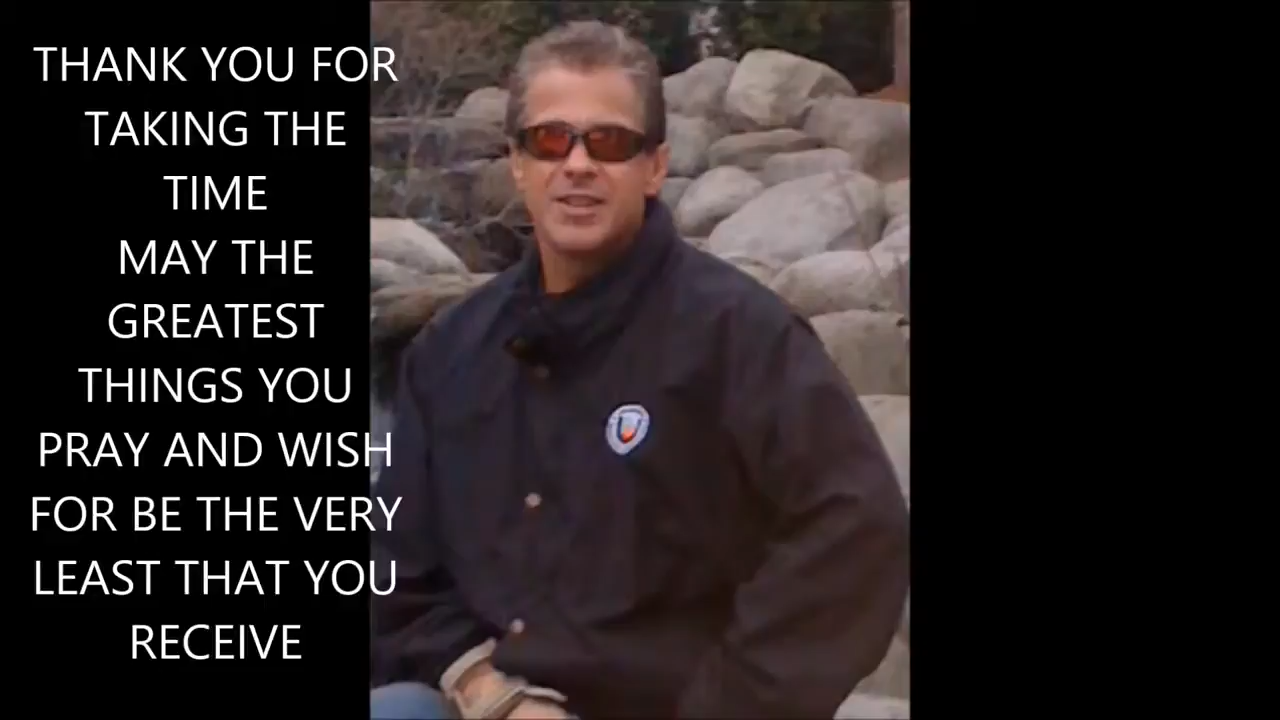 THANK YOU FOR
TAKING THE
TIME
MAY THE
GREATEST
THINGS YOU
PRAY AND WISH
FOR BE THE VERY
LEAST THAT YOU
RECEIVE